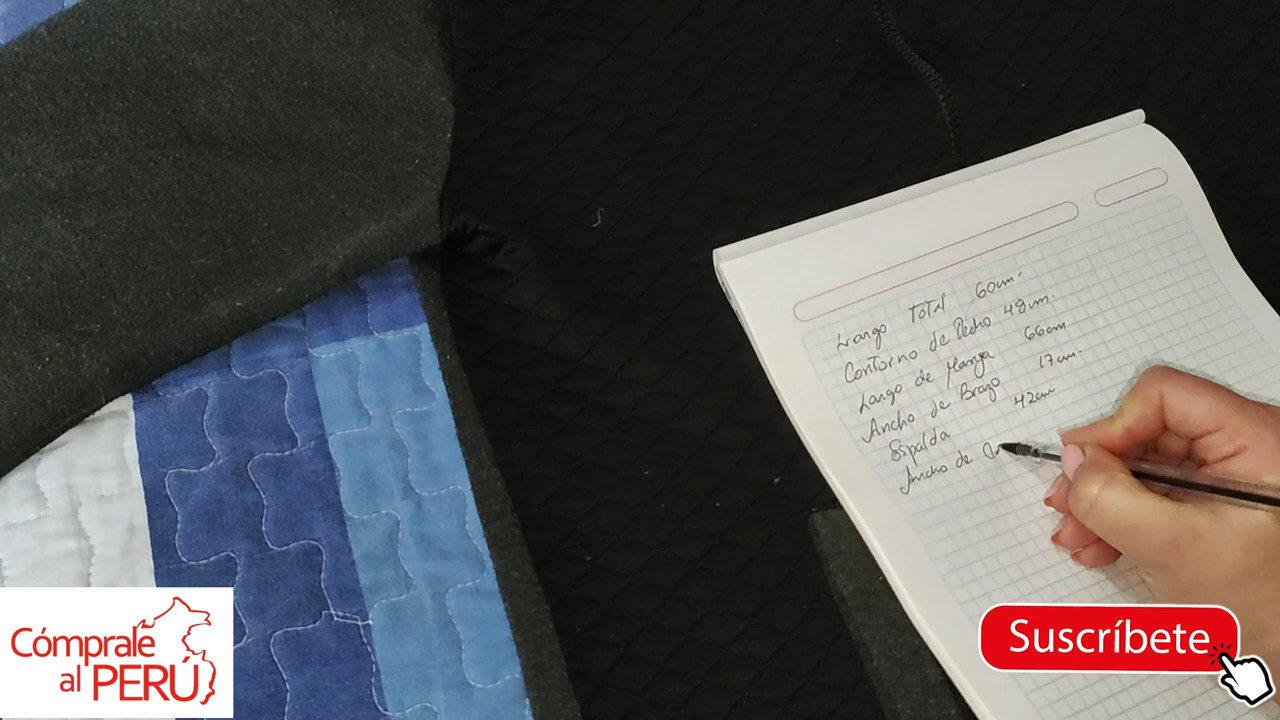 Largo Total 60cm.
Contorno de Pecho 49cm.
Largo de Manga 66cm
Ancho de Brazo 17cm.
Espalda 42cm
Ancho de
Cómprale
al PERÚ
Suscríbete